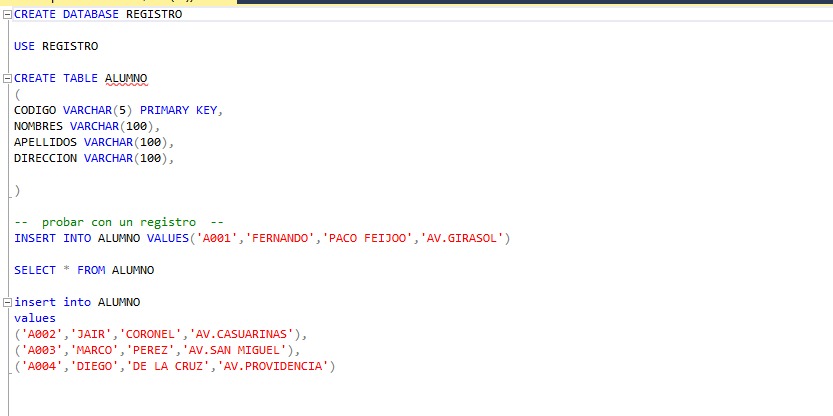 CREATE DATABASE REGISTRO
USE REGISTRO
CREATE TABLE ALUMNO
(
CODIGO VARCHAR(5) PRIMARY KEY,
NOMBRES VARCHAR(100),
APELLIDOS VARCHAR(100),
DIRECCION VARCHAR(100),
)
--  probar con un registro  --
INSERT INTO ALUMNO VALUES('A001','FERNANDO','PACO FEIJOO','AV.GIRASOL')
SELECT * FROM ALUMNO
insert into ALUMNO
values
('A002','JAIR','CORONEL','AV.CASUARINAS'),
('A003','MARCO','PEREZ','AV.SAN MIGUEL'),
('A004','DIEGO','DE LA CRUZ','AV.PROVIDENCIA')